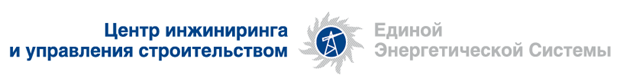 Центр инжиниринга
и управления строительством
Единой
Энергетической Системы